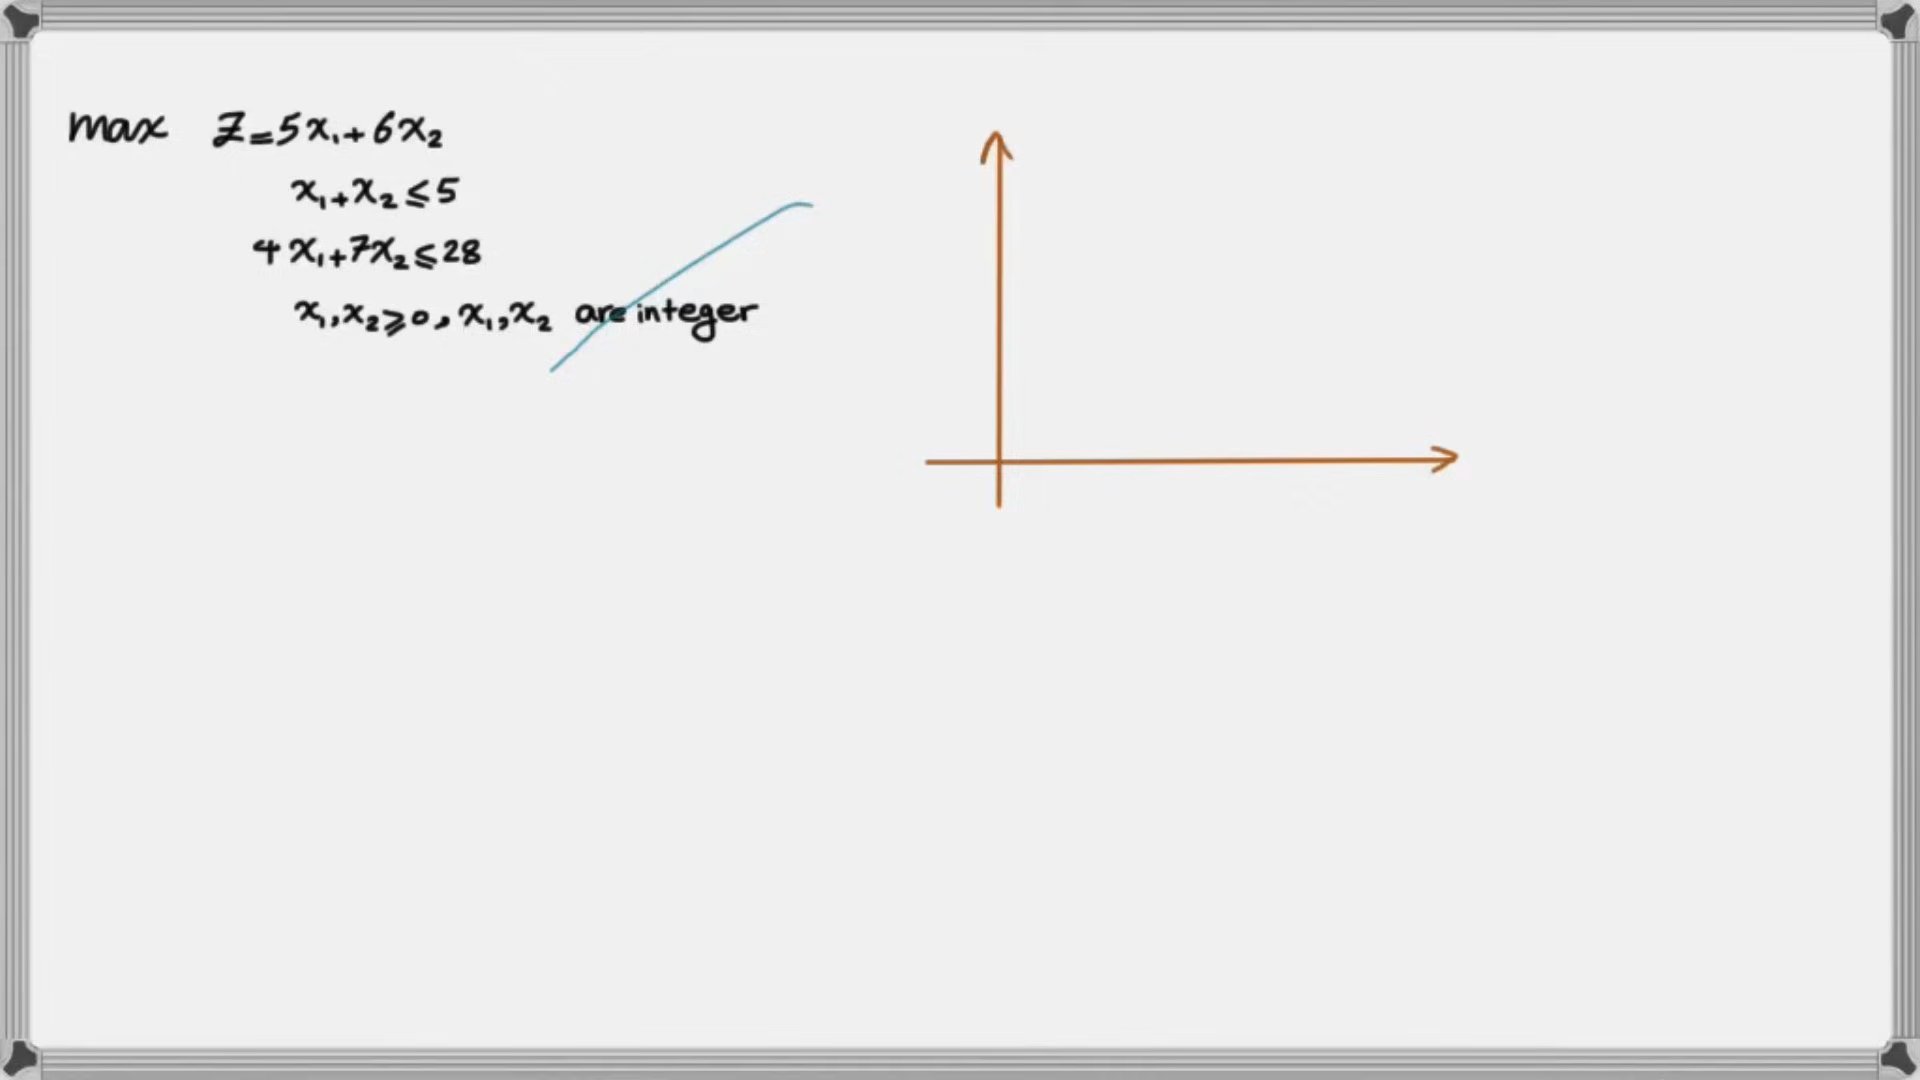 max Z=5x₁+6x₂
x₁+x₂≤5
4x₁+7x₂≤28
x₁,x₂≥0, x₁,x₂ are integer